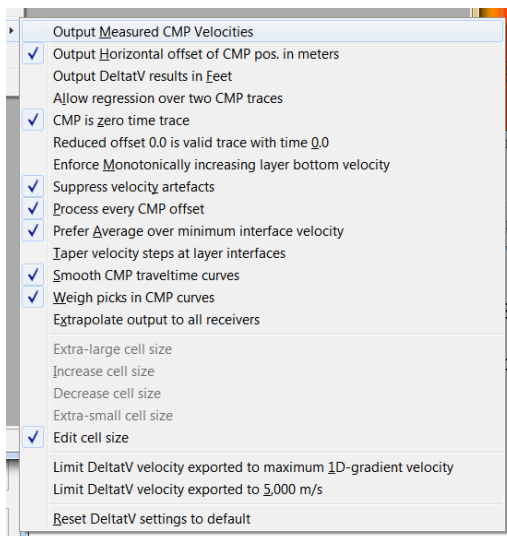 Output Measured CMP Velocities
Output Horizontal offset of CMP pos. in meters
Output DeltatV results in Feet
Allow regression over two CMP traces
CMP is zero time trace
Reduced offset 0.0 is valid trace with time 0.0
Enforce Monotonically increasing layer bottom velocity
Suppress velocity artefacts
Process every CMP offset
Prefer Average over minimum interface velocity
Taper velocity steps at layer interfaces
Smooth CMP traveltime curves
Weigh picks in CMP curves
Extrapolate output to all receivers
Extra-large cell size
Increase cell size
Decrease cell size
Extra-small cell size
Edit cell size
Limit DeltatV velocity exported to maximum 1D-gradient velocity
Limit DeltatV velocity exported to 5,000 m/s
Reset DeltatV settings to default